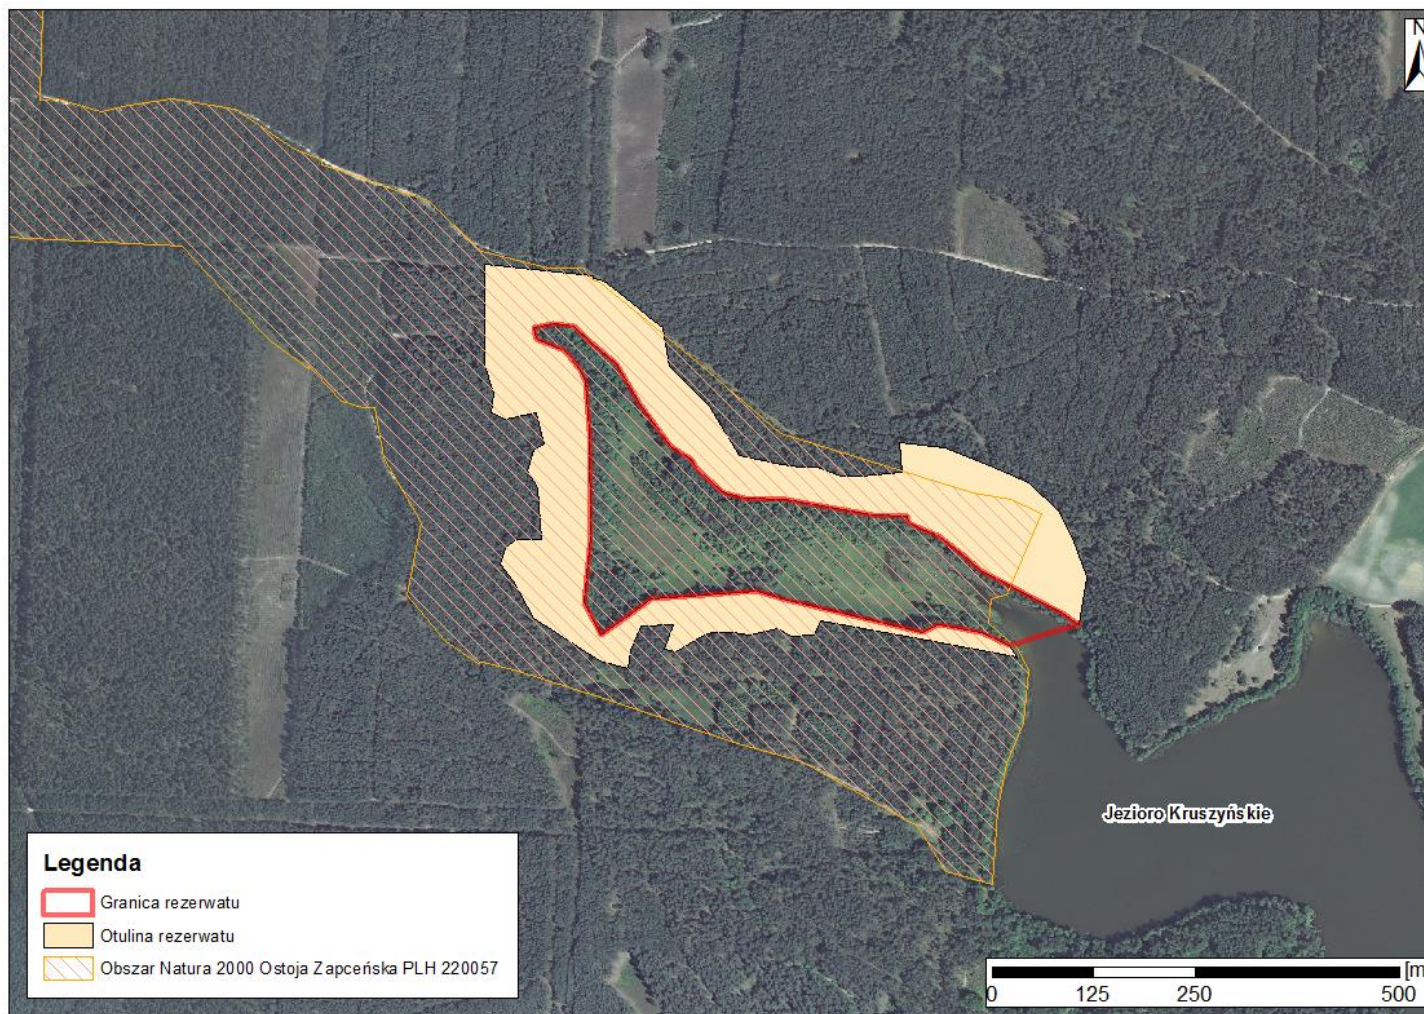 N
Jezioro Kruszyńskie
Legenda
Granica rezerwatu
Otulina rezerwatu
Obszar Natura 2000 Ostoja Zapceńska PLH 220057
[m
0 125 250 500